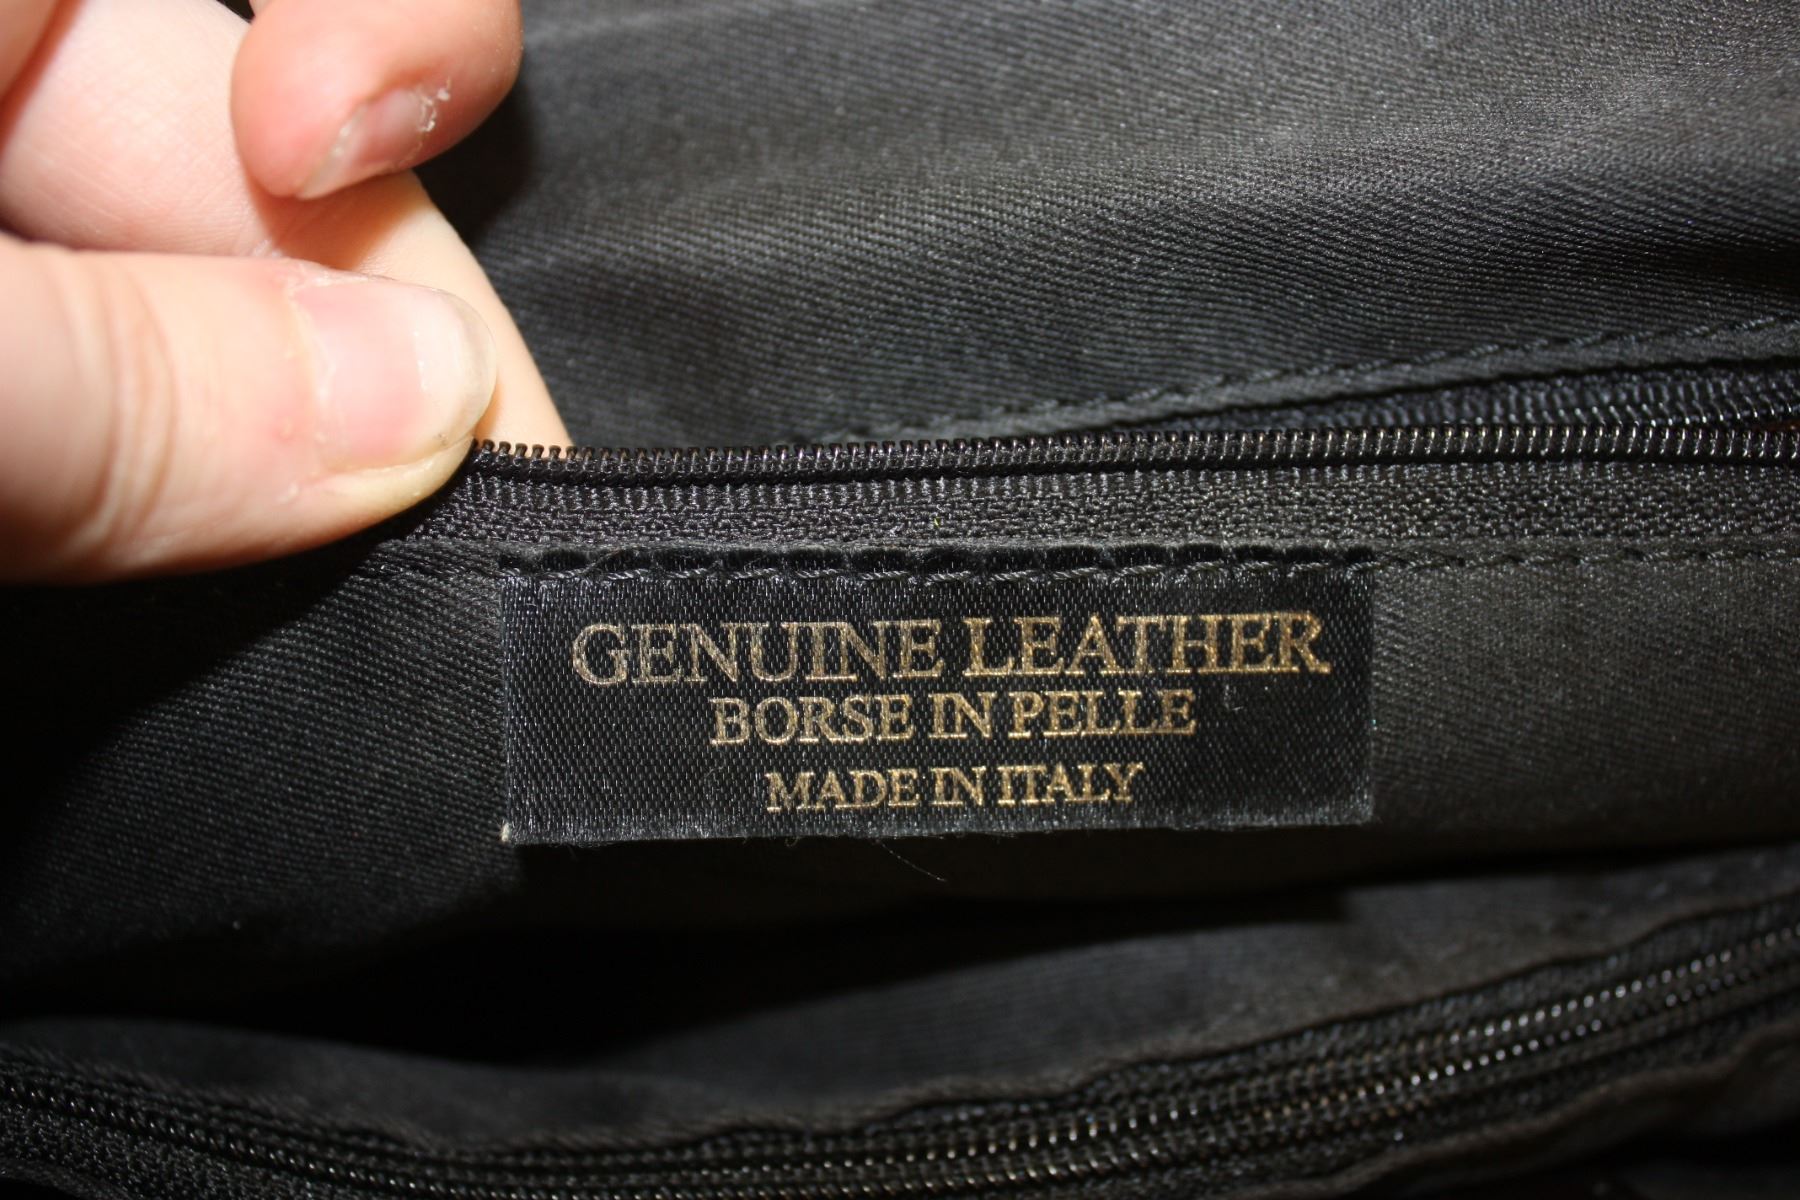 GENUINE LEATHER
BORSE IN PELLE
MADE IN ITALY